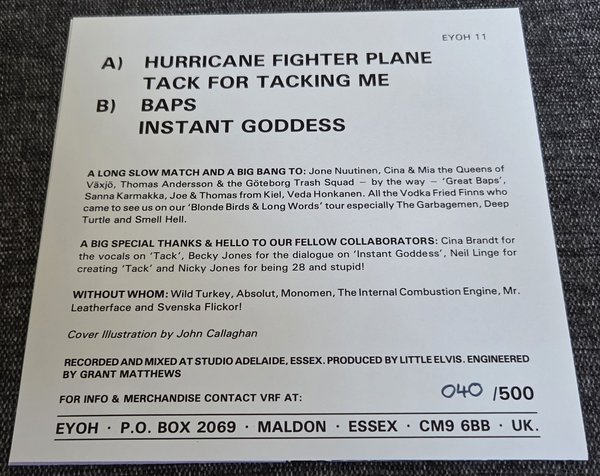 EYOH 11
A) HURRICANE FIGHTER PLANE
TACK FOR TACKING ME
B) BAPS
INSTANT GODDESS
A LONG SLOW MATCH AND A BIG BANG TO: Jone Nuutinen, Cina & Mia the Queens of
Växjö, Thomas Andersson & the Göteborg Trash Squad – by the way – 'Great Baps',
Sanna Karmakka, Joe & Thomas from Kiel, Veda Honkanen. All the Vodka Fried Finns who
came to see us on our 'Blonde Birds & Long Words' tour especially The Garbagemen, Deep
Turtle and Smell Hell.
A BIG SPECIAL THANKS & HELLO TO OUR FELLOW COLLABORATORS: Cina Brandt for
the vocals on 'Tack', Becky Jones for the dialogue on 'Instant Goddess', Neil Linge for
creating 'Tack' and Nicky Jones for being 28 and stupid!
WITHOUT WHOM: Wild Turkey, Absolut, Monomen, The Internal Combustion Engine, Mr.
Leatherface and Svenska Flickor!
Cover Illustration by John Callaghan
RECORDED AND MIXED AT STUDIO ADELAIDE, ESSEX. PRODUCED BY LITTLE ELVIS. ENGINEERED
BY GRANT MATTHEWS
FOR INFO & MERCHANDISE CONTACT VRF AT: 040 /500
EYOH · P.O. BOX 2069 · MALDON · ESSEX · CM9 6BB · UK.